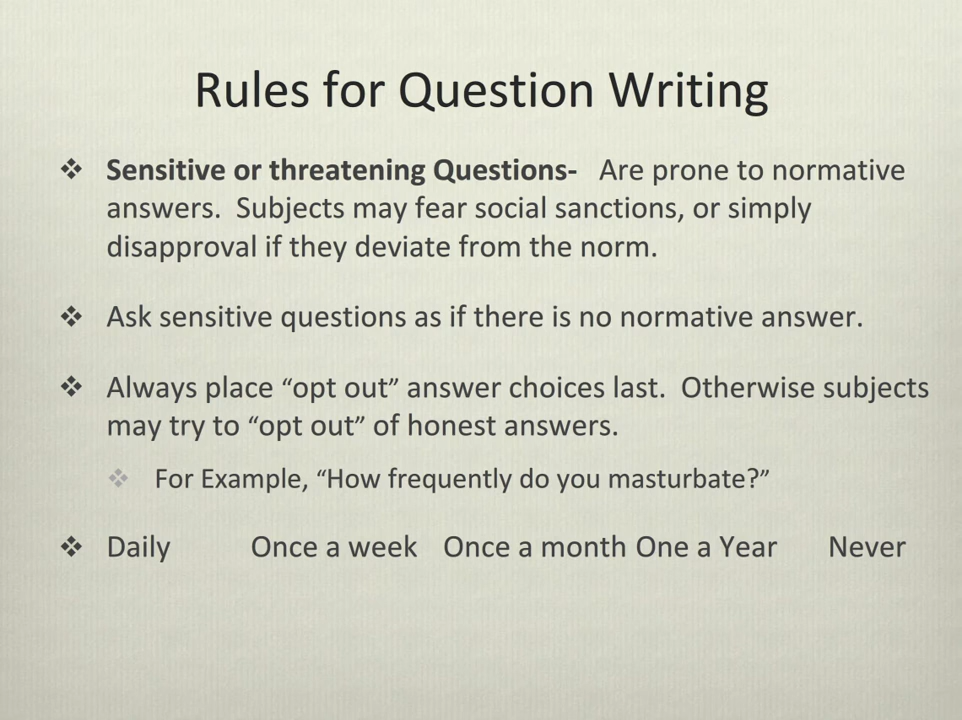 Rules for Question Writing
❖ Sensitive or threatening Questions- Are prone to normative
answers. Subjects may fear social sanctions, or simply
disapproval if they deviate from the norm.
❖ Ask sensitive questions as if there is no normative answer.
❖ Always place “opt out” answer choices last. Otherwise subjects
may try to “opt out” of honest answers.
❖ For Example, “How frequently do you masturbate?”
❖ Daily Once a week Once a month One a Year Never